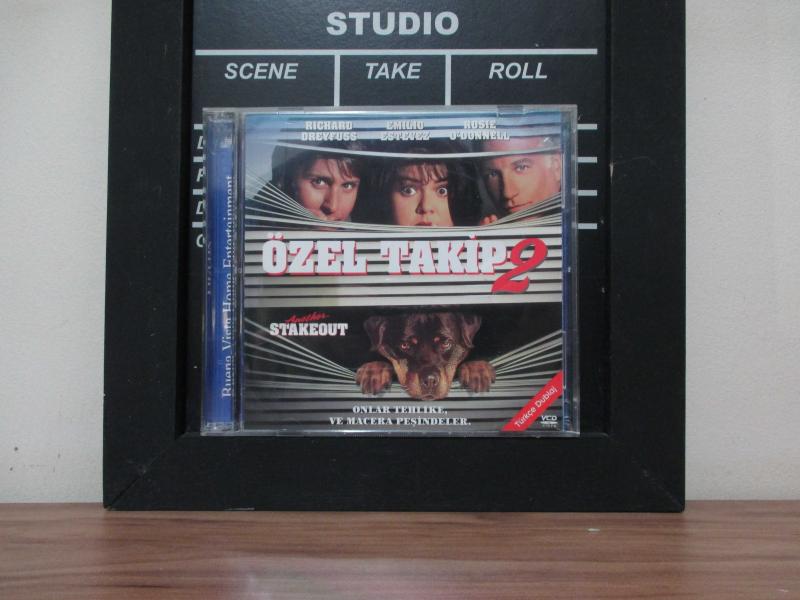 STUDIO
SCENE TAKE ROLL
RICHARD DREYFUSS
EMILIO ESTEVEZ
ROSIE O'DONNELL
ÖZEL TAKİP 2
Another
STAKEOUT
ONLAR TEHLİKE,
VE MACERA PEŞİNDELER.
Türkçe Dublaj
VCD
Buena Vista Home Entertainment